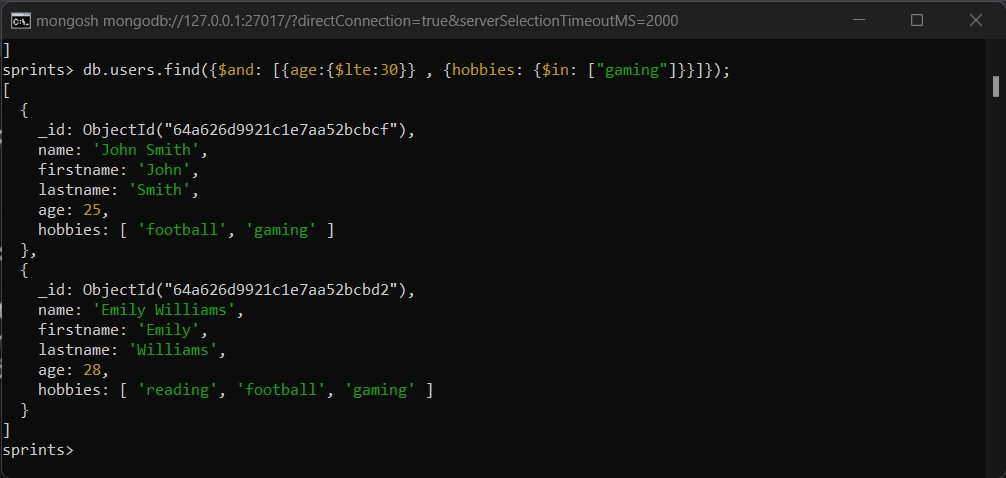 mongosh mongodb://127.0.0.1:27017/?directConnection=true&serverSelectionTimeoutMS=2000
]
sprints> db.users.find({$and: [{age:{$lte:30}} , {hobbies: {$in: ["gaming"]}}]});
[
  {
    _id: ObjectId("64a626d9921c1e7aa52bcbcf"),
    name: 'John Smith',
    firstname: 'John',
    lastname: 'Smith',
    age: 25,
    hobbies: [ 'football', 'gaming' ]
  },
  {
    _id: ObjectId("64a626d9921c1e7aa52bcbd2"),
    name: 'Emily Williams',
    firstname: 'Emily',
    lastname: 'Williams',
    age: 28,
    hobbies: [ 'reading', 'football', 'gaming' ]
  }
]
sprints>